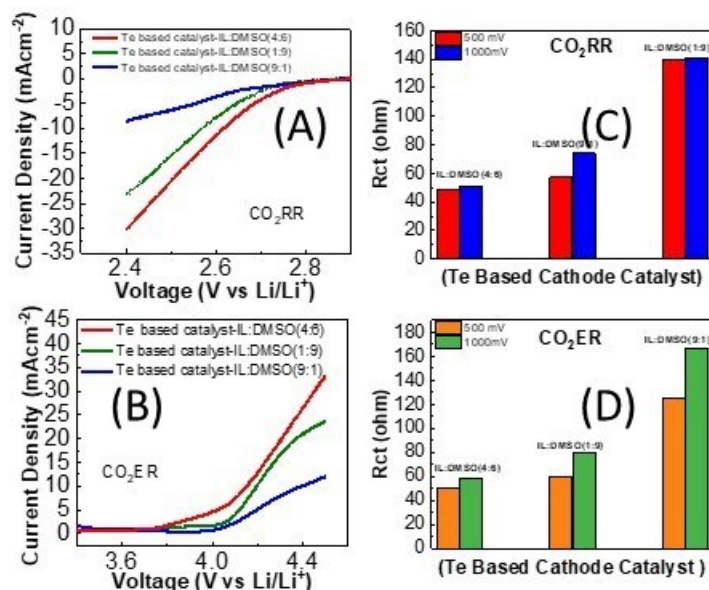 Te based catalyst-IL:DMSO(4:6)
Te based catalyst-IL:DMSO(1:9)
Te based catalyst-IL:DMSO(9:1)
(A)
CO₂RR
10
5
0
-5
-10
-15
-20
-25
-30
-35
Current Density (mAcm⁻²)
2.4 2.6 2.8
Voltage (V vs Li/Li⁺)
500 mV
1000mV
CO₂RR
(C)
IL:DMSO(4:6)
IL:DMSO(9:1)
IL:DMSO(1:9)
160
140
120
100
80
60
40
20
0
Rct (ohm)
(Te Based Cathode Catalyst)
Te based catalyst-IL:DMSO(4:6)
Te based catalyst-IL:DMSO(1:9)
Te based catalyst-IL:DMSO(9:1)
(B)
CO₂ER
45
40
35
30
25
20
15
10
5
0
Current Density (mAcm⁻²)
3.6 4.0 4.4
Voltage (V vs Li/Li⁺)
500 mV
1000mV
CO₂ER
(D)
IL:DMSO(4:6)
IL:DMSO(1:9)
IL:DMSO(9:1)
180
160
140
120
100
80
60
40
20
0
Rct (ohm)
(Te Based Cathode Catalyst )